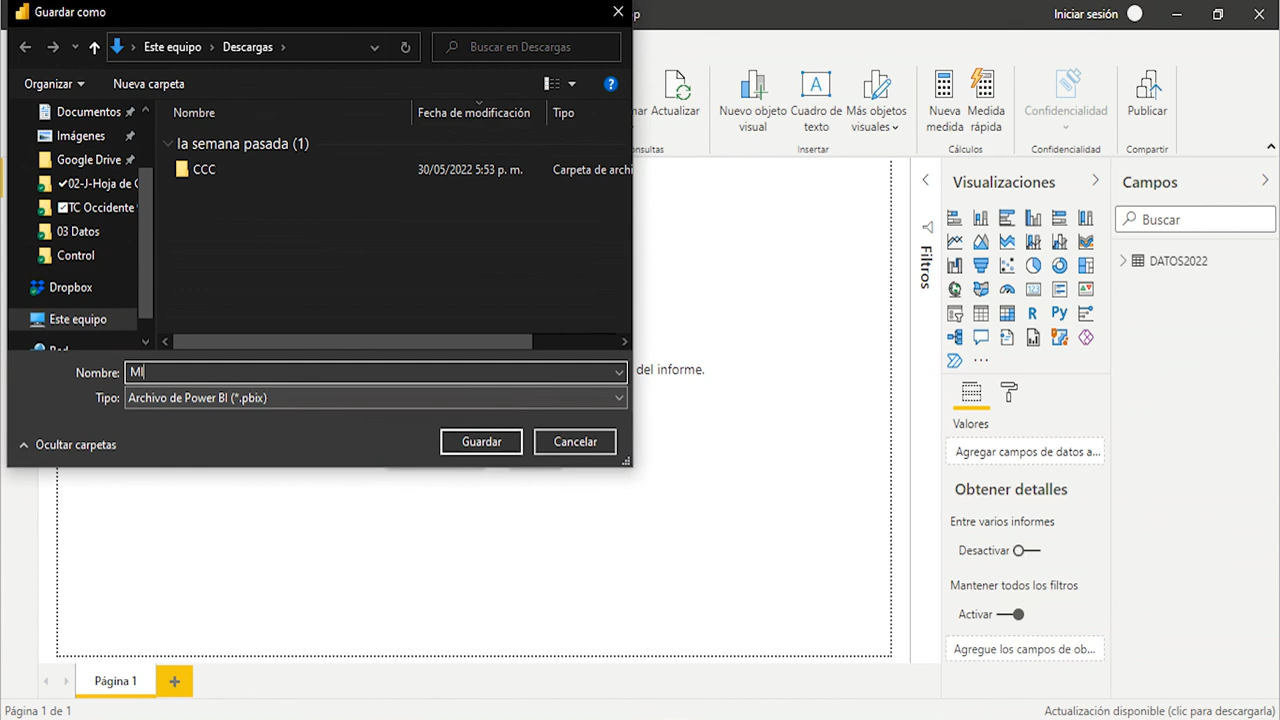 Guardar como
p
Iniciar sesión
Este equipo
Descargas
Buscar en Descargas
Organizar
Nueva carpeta
Documentos
Imágenes
Google Drive
02-J-Hoja de C
TC Occidente
03 Datos
Control
Dropbox
Este equipo
Nombre
Fecha de modificación
Tipo
la semana pasada (1)
CCC
30/05/2022 5:53 p. m.
Carpeta de archi
Nombre:
MI
Tipo:
Archivo de Power BI (*.pbix)
Ocultar carpetas
Guardar
Cancelar
mar
Actualizar
Nuevo objeto
visual
Cuadro de
texto
Más objetos
visuales
Nueva
medida
Medida
rápida
Confidencialidad
Publicar
sultas
Insertar
Cálculos
Confidencialidad
Compartir
del informe.
Filtros
Visualizaciones
R
Py
Valores
Agregar campos de datos a...
Obtener detalles
Entre varios informes
Desactivar
Mantener todos los filtros
Activar
Agregue los campos de ob...
Campos
Buscar
DATOS2022
Página 1
Página 1 de 1
Actualización disponible (clic para descargarla)